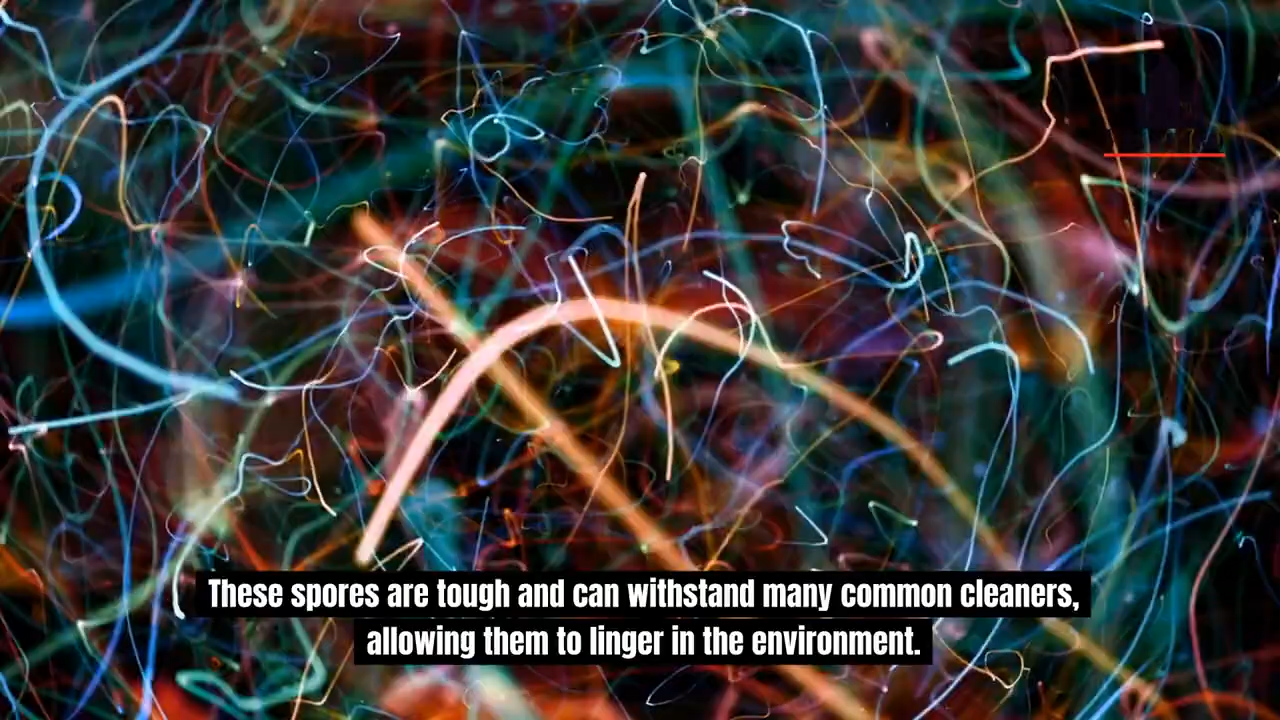 These spores are tough and can withstand many common cleaners,
allowing them to linger in the environment.